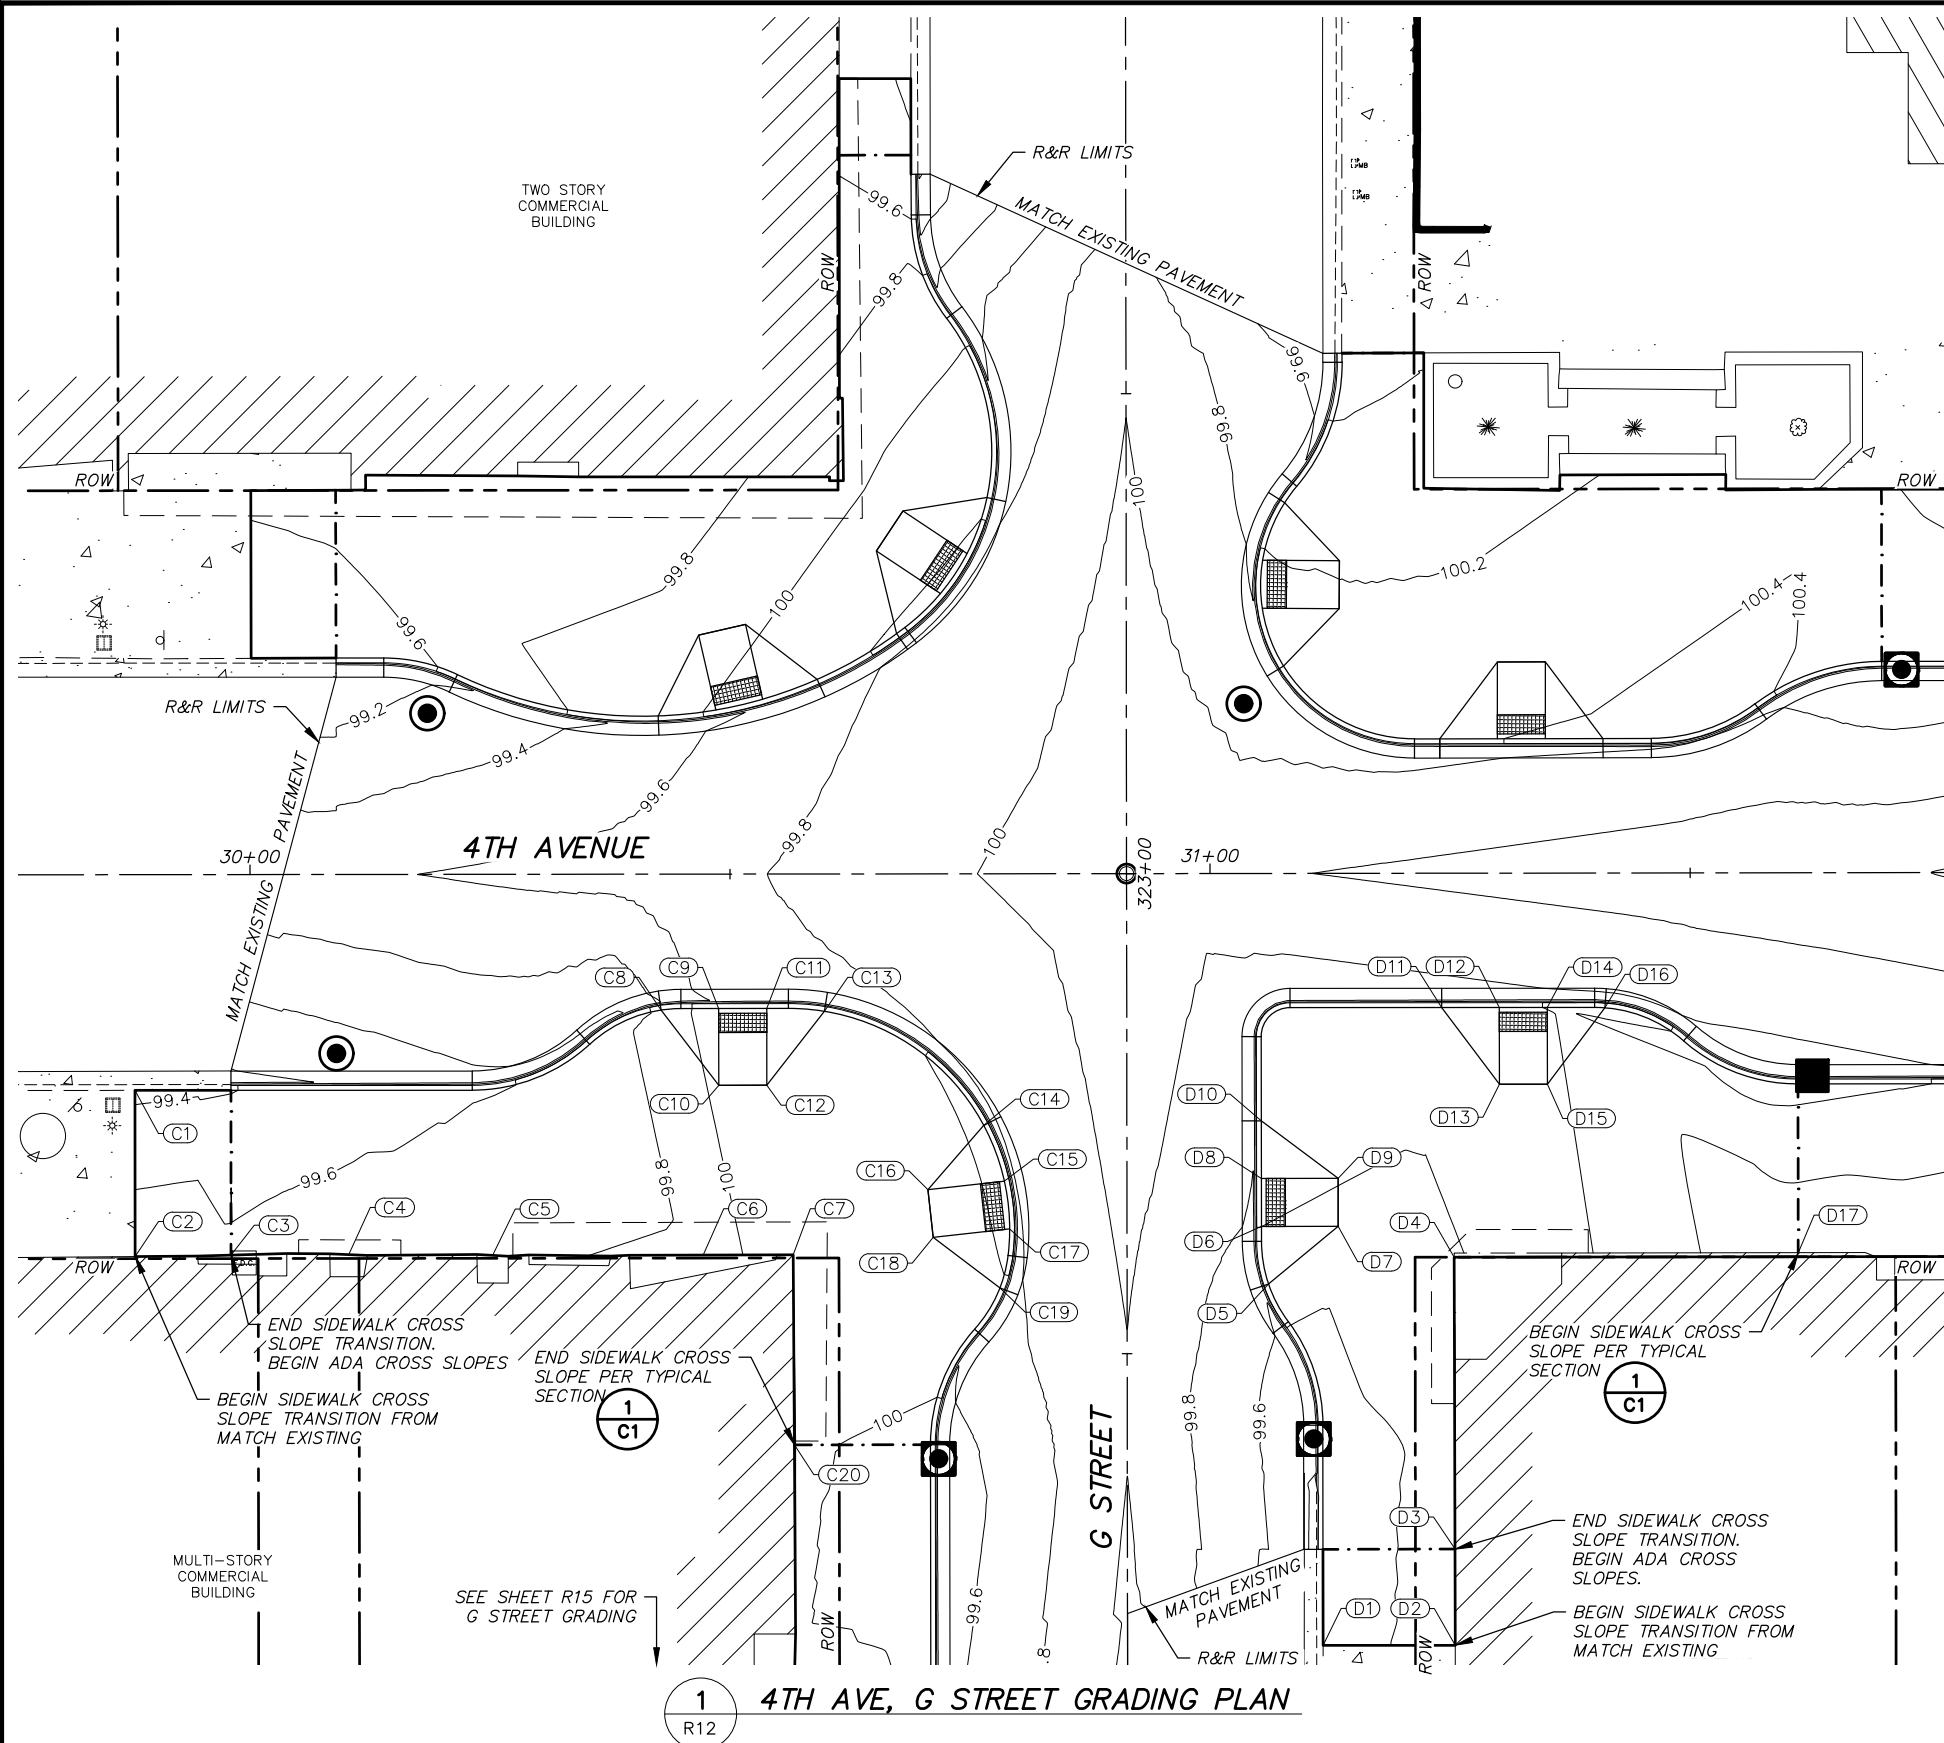 R&R LIMITS
MATCH EXISTING PAVEMENT
TWO STORY
COMMERCIAL
BUILDING
99.6
ROW
99.8
ROW
99.6
99.8
ROW
ROW
100
99.8
100.2
100
100.4
100.4
99.6
R&R LIMITS
99.2
99.4
99.6
MATCH EXISTING PAVEMENT
99.8
100
4TH AVENUE
30+00
31+00
323+00
C8
C9
C11
C13
D11
D12
D14
D16
99.4
C1
C10
C12
C14
D10
D13
D15
99.6
99.8
100
C16
C15
D8
D9
C2
C3
C4
C5
C6
C7
C18
C17
D6
D7
D4
D17
ROW
ROW
C19
D5
END SIDEWALK CROSS
SLOPE TRANSITION.
BEGIN ADA CROSS SLOPES
END SIDEWALK CROSS
SLOPE PER TYPICAL
SECTION
1
C1
BEGIN SIDEWALK CROSS
SLOPE TRANSITION FROM
MATCH EXISTING
BEGIN SIDEWALK CROSS
SLOPE PER TYPICAL
SECTION
1
C1
100
C20
99.8
99.6
G STREET
D3
END SIDEWALK CROSS
SLOPE TRANSITION.
BEGIN ADA CROSS
SLOPES.
MULTI-STORY
COMMERCIAL
BUILDING
SEE SHEET R15 FOR
G STREET GRADING
99.6
.8
ROW
MATCH EXISTING
PAVEMENT
D1
D2
BEGIN SIDEWALK CROSS
SLOPE TRANSITION FROM
MATCH EXISTING
R&R LIMITS
ROW
1
R12
4TH AVE, G STREET GRADING PLAN